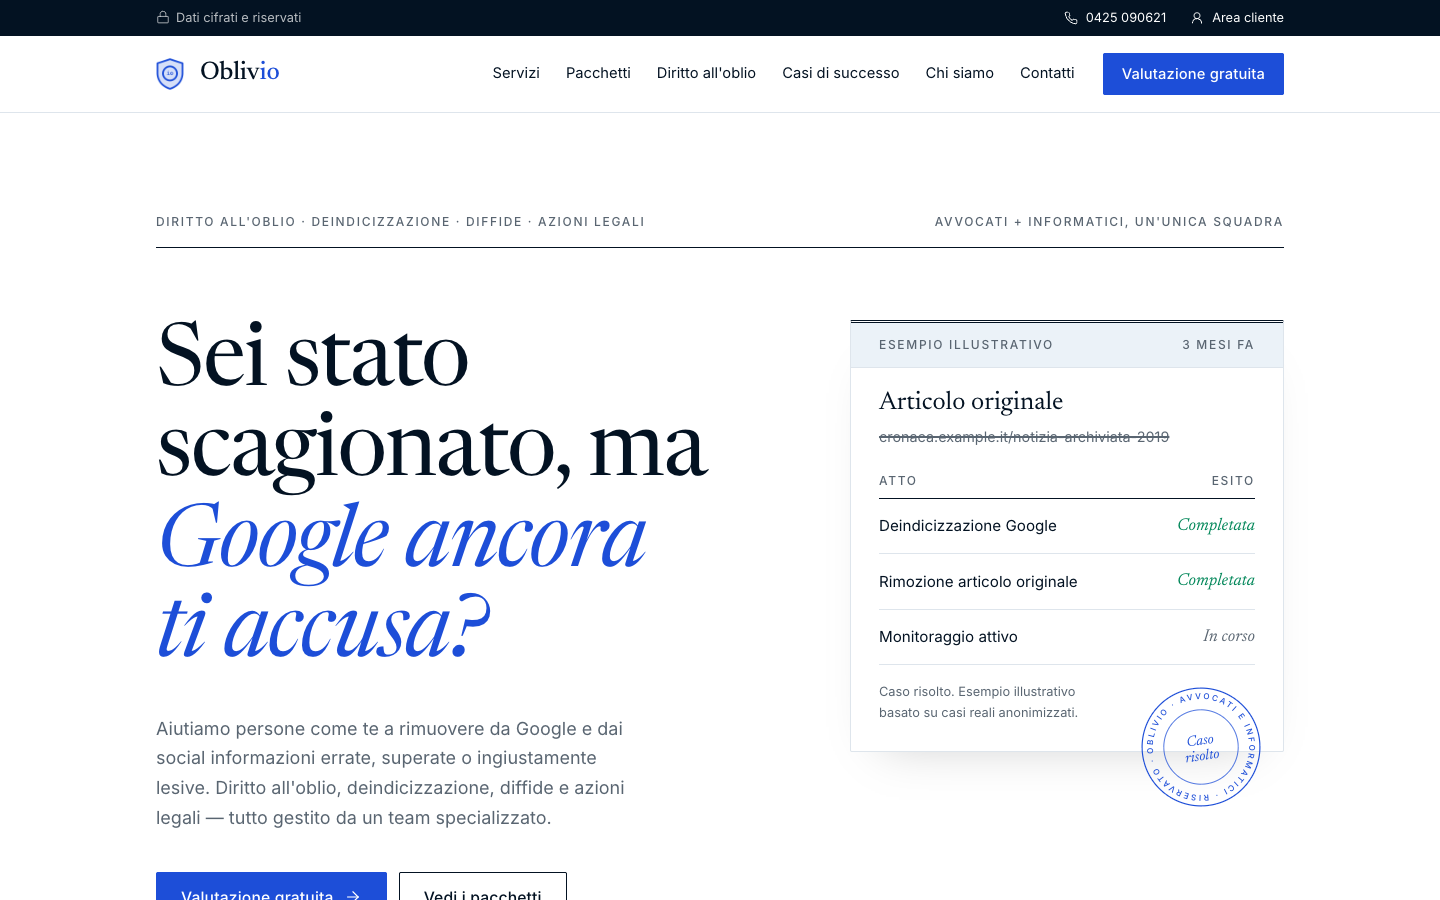 Dati cifrati e riservati
0425 090621
Area cliente
Oblivio
Servizi
Pacchetti
Diritto all'oblio
Casi di successo
Chi siamo
Contatti
Valutazione gratuita
DIRITTO ALL'OBLIO · DEINDICIZZAZIONE · DIFFIDE · AZIONI LEGALI
AVVOCATI + INFORMATICI, UN'UNICA SQUADRA
Sei stato
scagionato, ma
Google ancora
ti accusa?
Aiutiamo persone come te a rimuovere da Google e dai
social informazioni errate, superate o ingiustamente
lesive. Diritto all'oblio, deindicizzazione, diffide e azioni
legali — tutto gestito da un team specializzato.
Valutazione gratuita
Vedi i pacchetti
ESEMPIO ILLUSTRATIVO
3 MESI FA
Articolo originale
cronaca.example.it/notizia-archiviata-2019
ATTO
ESITO
Deindicizzazione Google
Completata
Rimozione articolo originale
Completata
Monitoraggio attivo
In corso
Caso risolto. Esempio illustrativo
basato su casi reali anonimizzati.
OBLIVIO · AVVOCATI E INFORMATICI · RISERVATO ·
Caso
risolto